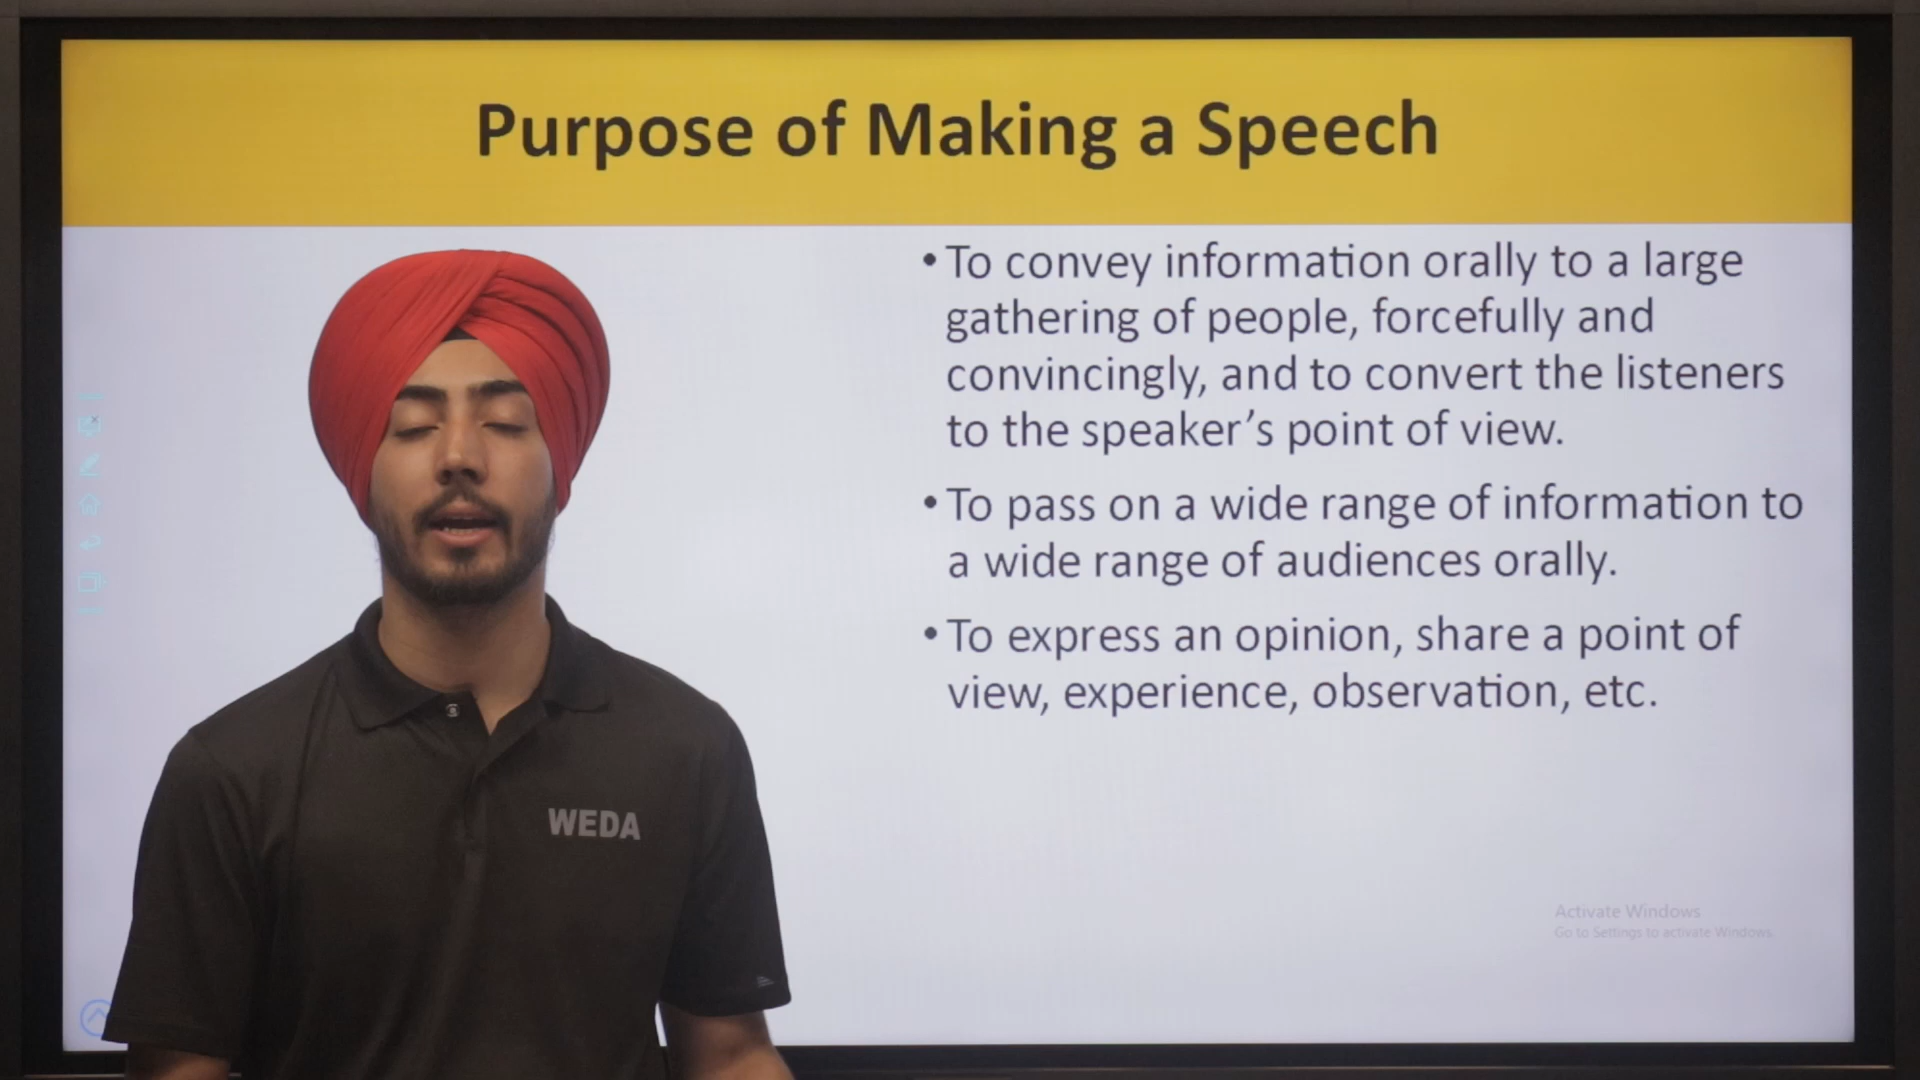 Purpose of Making a Speech
• To convey information orally to a large
gathering of people, forcefully and
convincingly, and to convert the listeners
to the speaker’s point of view.
• To pass on a wide range of information to
a wide range of audiences orally.
• To express an opinion, share a point of
view, experience, observation, etc.
WEDA
Activate Windows
Go to Settings to activate Windows.